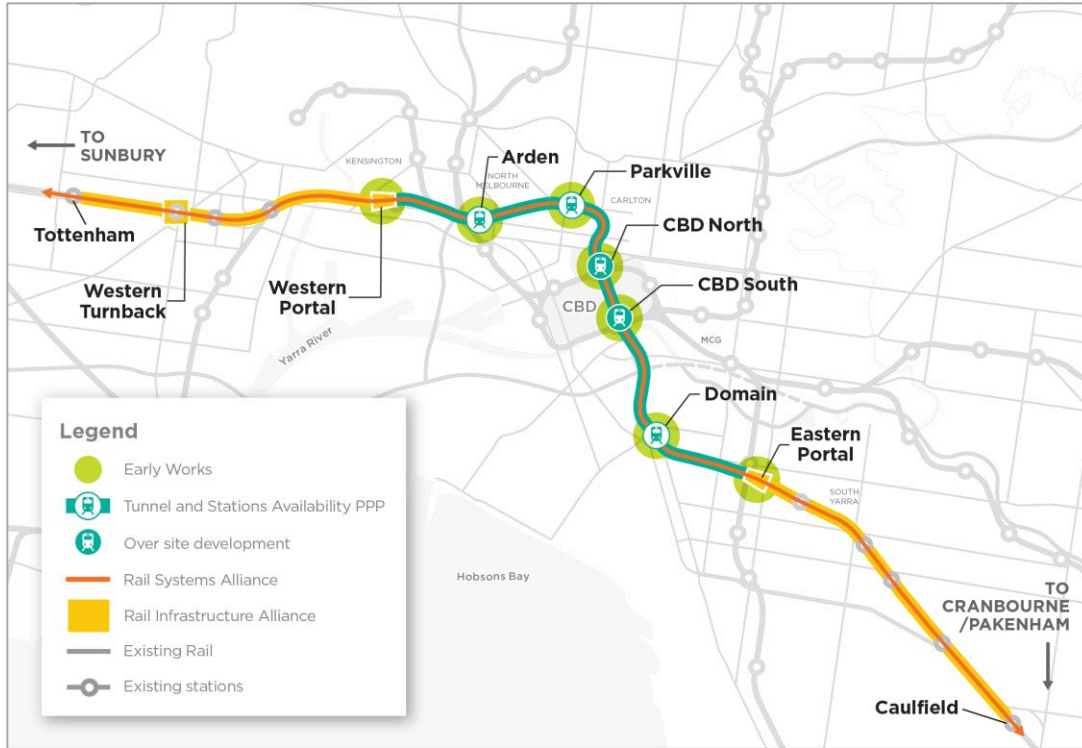 TO
SUNBURY
KENSINGTON
Arden
NORTH
MELBOURNE
Parkville
CARLTON
Tottenham
Western
Turnback
Western
Portal
CBD North
CBD South
CBD
Yarra River
MCG
Domain
Eastern
Portal
SOUTH
YARRA
Hobsons Bay
TO
CRANBOURNE
/PAKENHAM
Caulfield
Legend
Early Works
Tunnel and Stations Availability PPP
Over site development
Rail Systems Alliance
Rail Infrastructure Alliance
Existing Rail
Existing stations